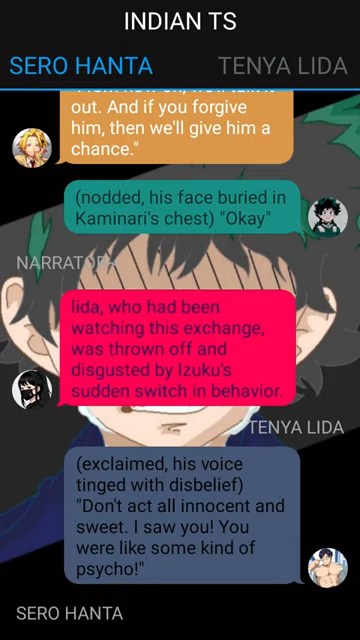 INDIAN TS
SERO HANTA
TENYA LIDA
out. And if you forgive
him, then we'll give him a
chance."
(nodded, his face buried in
Kaminari's chest) "Okay"
NARRATOR
Iida, who had been
watching this exchange,
was thrown off and
disgusted by Izuku's
sudden switch in behavior.
TENYA LIDA
(exclaimed, his voice
tinged with disbelief)
"Don't act all innocent and
sweet. I saw you! You
were like some kind of
psycho!"
SERO HANTA